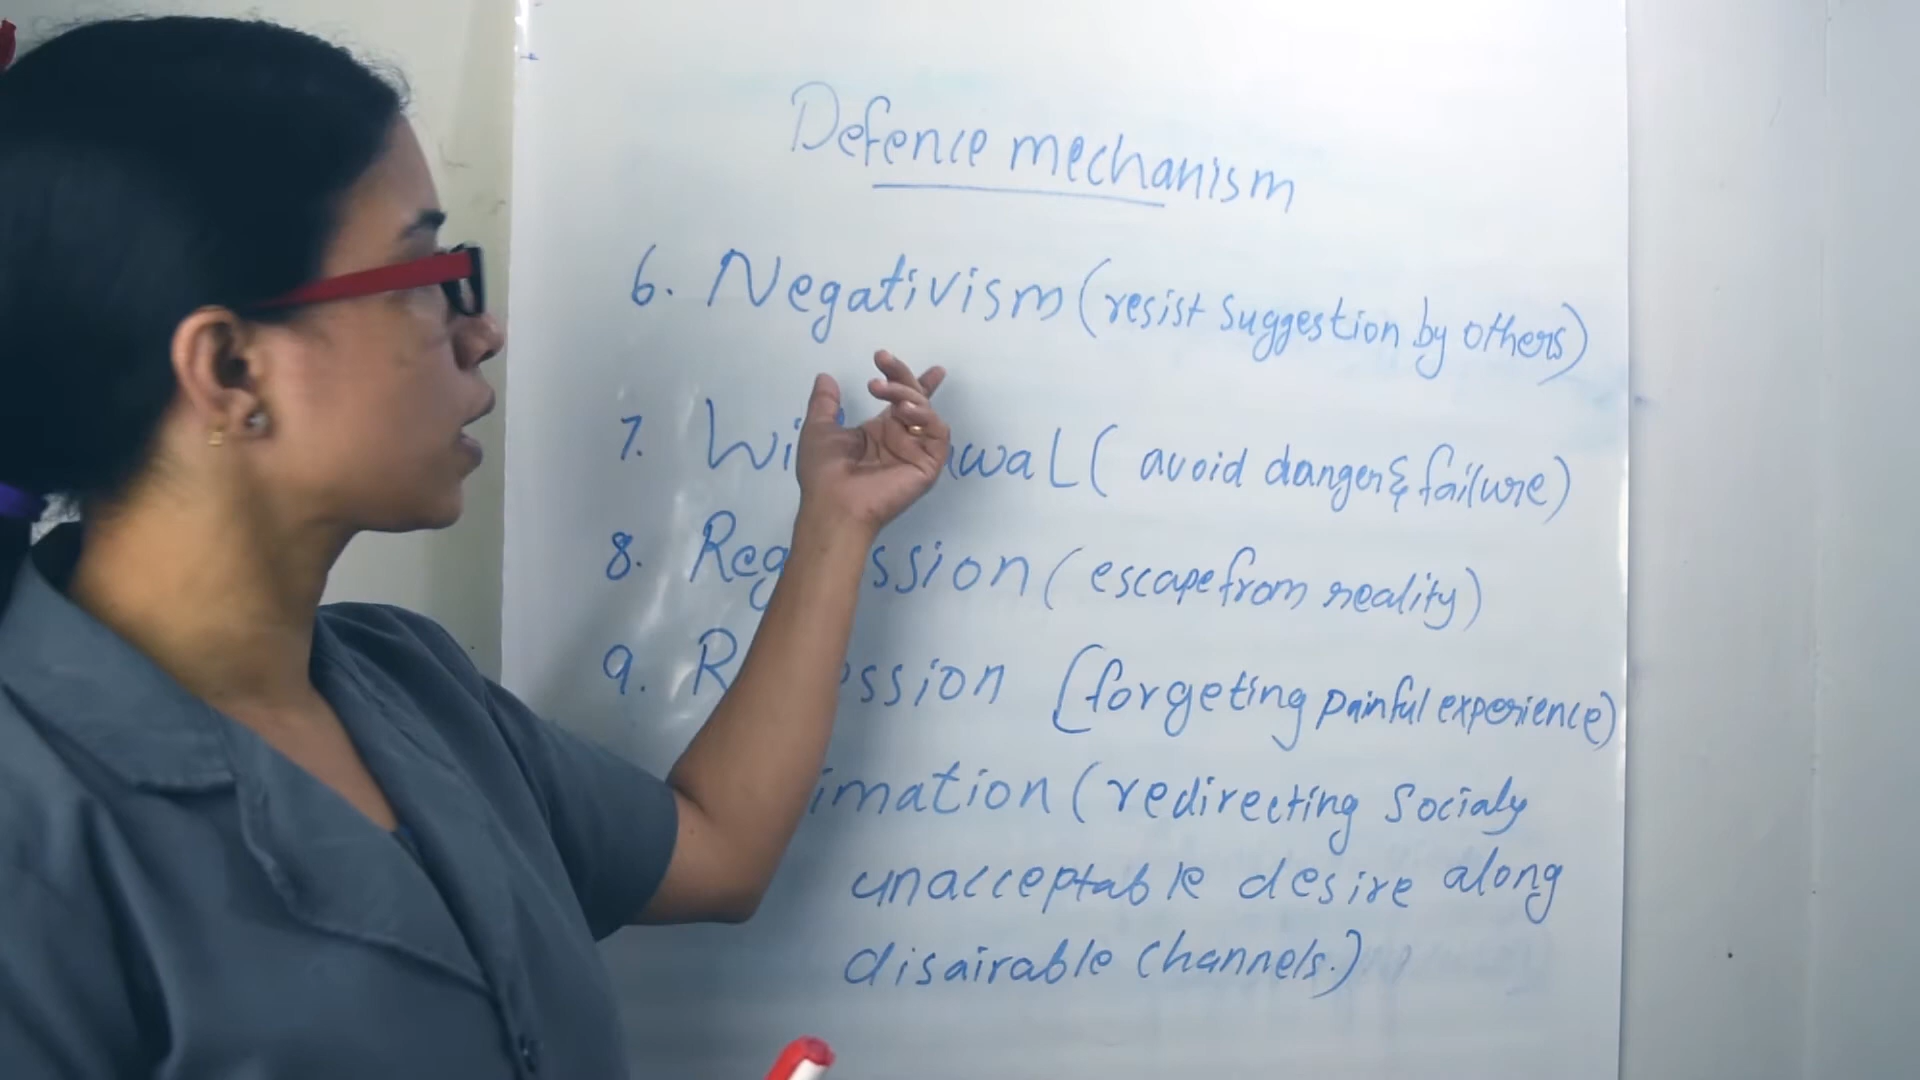 Defence mechanism
6. Negativism (resist suggestion by others)
7. (avoid danger & failure)
8. (escape from reality)
9. (forgeting painful experience)
(redirecting Socialy
unacceptable desire along
disairable channels.)